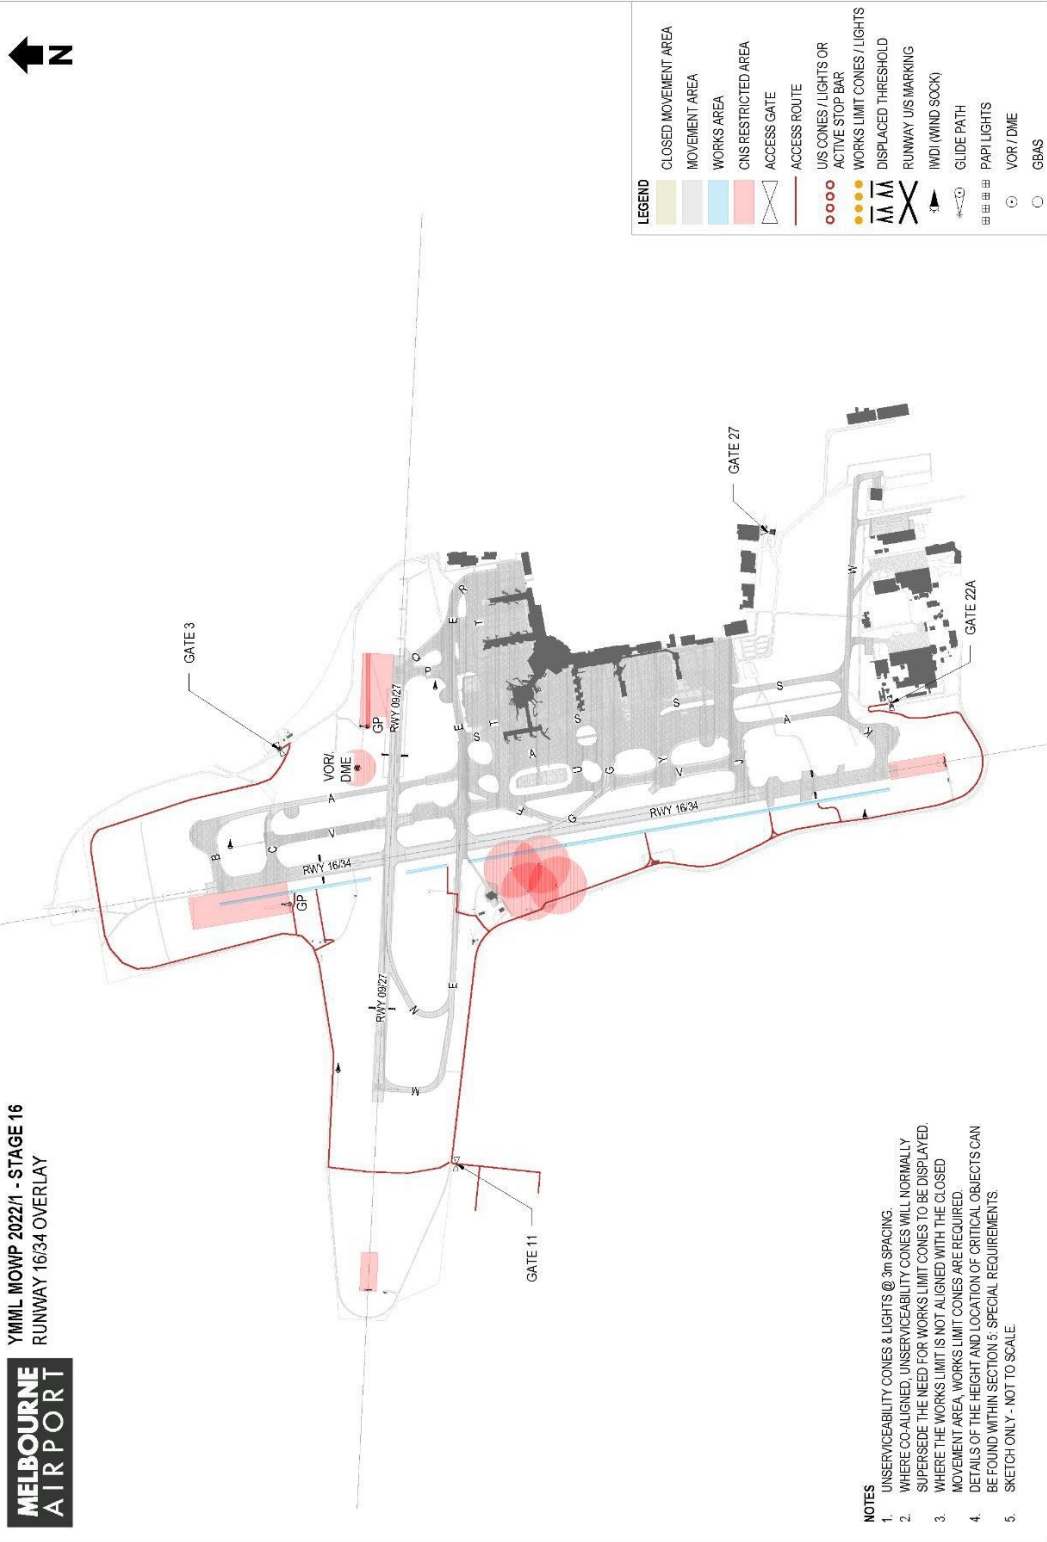 MELBOURNE
AIRPORT
YMML MOWP 2022/1 - STAGE 16
RUNWAY 16/34 OVERLAY
N
GATE 3
GATE 27
GATE 22A
GATE 11
VOR/
DME
GP
GP
RWY 09/27
RWY 09/27
RWY 16/34
RWY 16/34
B
C
A
V
Q
P
E
R
T
E
S
T
A
S
U
G
F
G
Y
V
S
J
A
S
K
W
M
N
E
LEGEND
CLOSED MOVEMENT AREA
MOVEMENT AREA
WORKS AREA
CNS RESTRICTED AREA
ACCESS GATE
ACCESS ROUTE
U/S CONES / LIGHTS OR
ACTIVE STOP BAR
WORKS LIMIT CONES / LIGHTS
DISPLACED THRESHOLD
RUNWAY U/S MARKING
IWDI (WIND SOCK)
GLIDE PATH
PAPI LIGHTS
VOR / DME
GBAS
NOTES
1. UNSERVICEABILITY CONES & LIGHTS @ 3m SPACING.
2. WHERE CO-ALIGNED, UNSERVICEABILITY CONES WILL NORMALLY
SUPERSEDE THE NEED FOR WORKS LIMIT CONES TO BE DISPLAYED.
3. WHERE THE WORKS LIMIT IS NOT ALIGNED WITH THE CLOSED
MOVEMENT AREA, WORKS LIMIT CONES ARE REQUIRED.
4. DETAILS OF THE HEIGHT AND LOCATION OF CRITICAL OBJECTS CAN
BE FOUND WITHIN SECTION 5: SPECIAL REQUIREMENTS.
5. SKETCH ONLY - NOT TO SCALE.